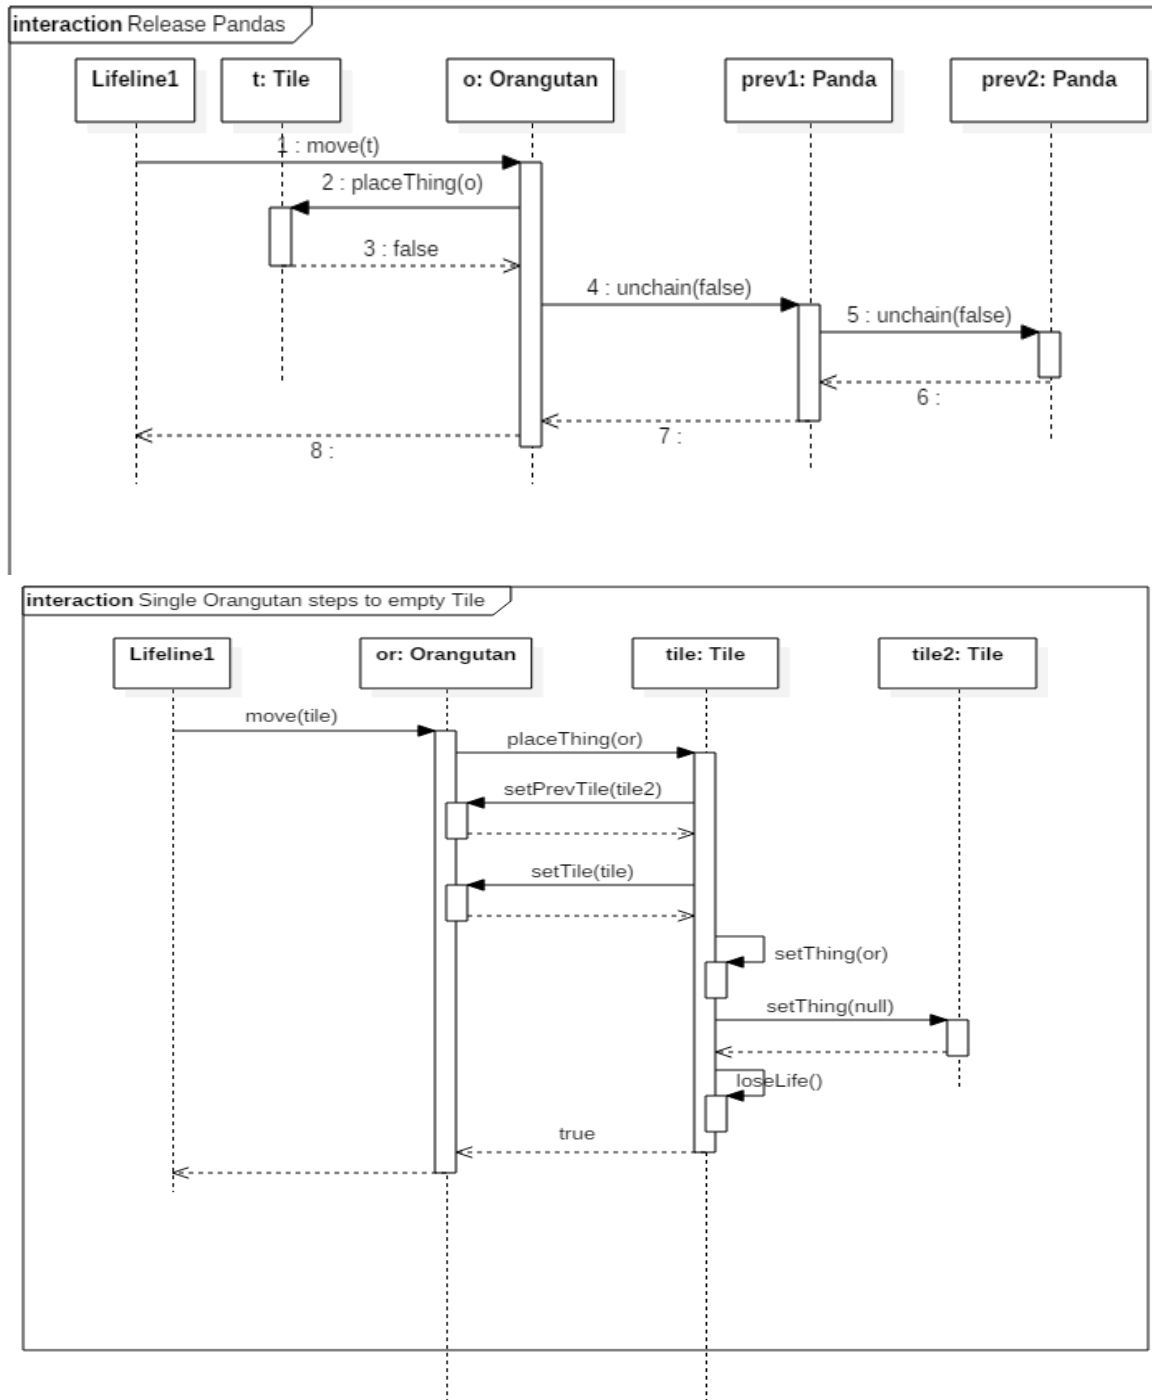 interaction Release Pandas
Lifeline1
t: Tile
o: Orangutan
prev1: Panda
prev2: Panda
1 : move(t)
2 : placeThing(o)
3 : false
4 : unchain(false)
5 : unchain(false)
6 :
7 :
8 :
interaction Single Orangutan steps to empty Tile
Lifeline1
or: Orangutan
tile: Tile
tile2: Tile
move(tile)
placeThing(or)
setPrevTile(tile2)
setTile(tile)
setThing(or)
setThing(null)
loseLife()
true